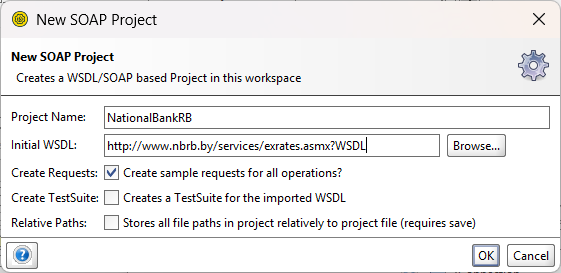 New SOAP Project
New SOAP Project
Creates a WSDL/SOAP based Project in this workspace
Project Name: NationalBankRB
Initial WSDL: http://www.nbrb.by/services/exrates.asmx?WSDL Browse...
Create Requests: Create sample requests for all operations?
Create TestSuite: Creates a TestSuite for the imported WSDL
Relative Paths: Stores all file paths in project relatively to project file (requires save)
? OK Cancel